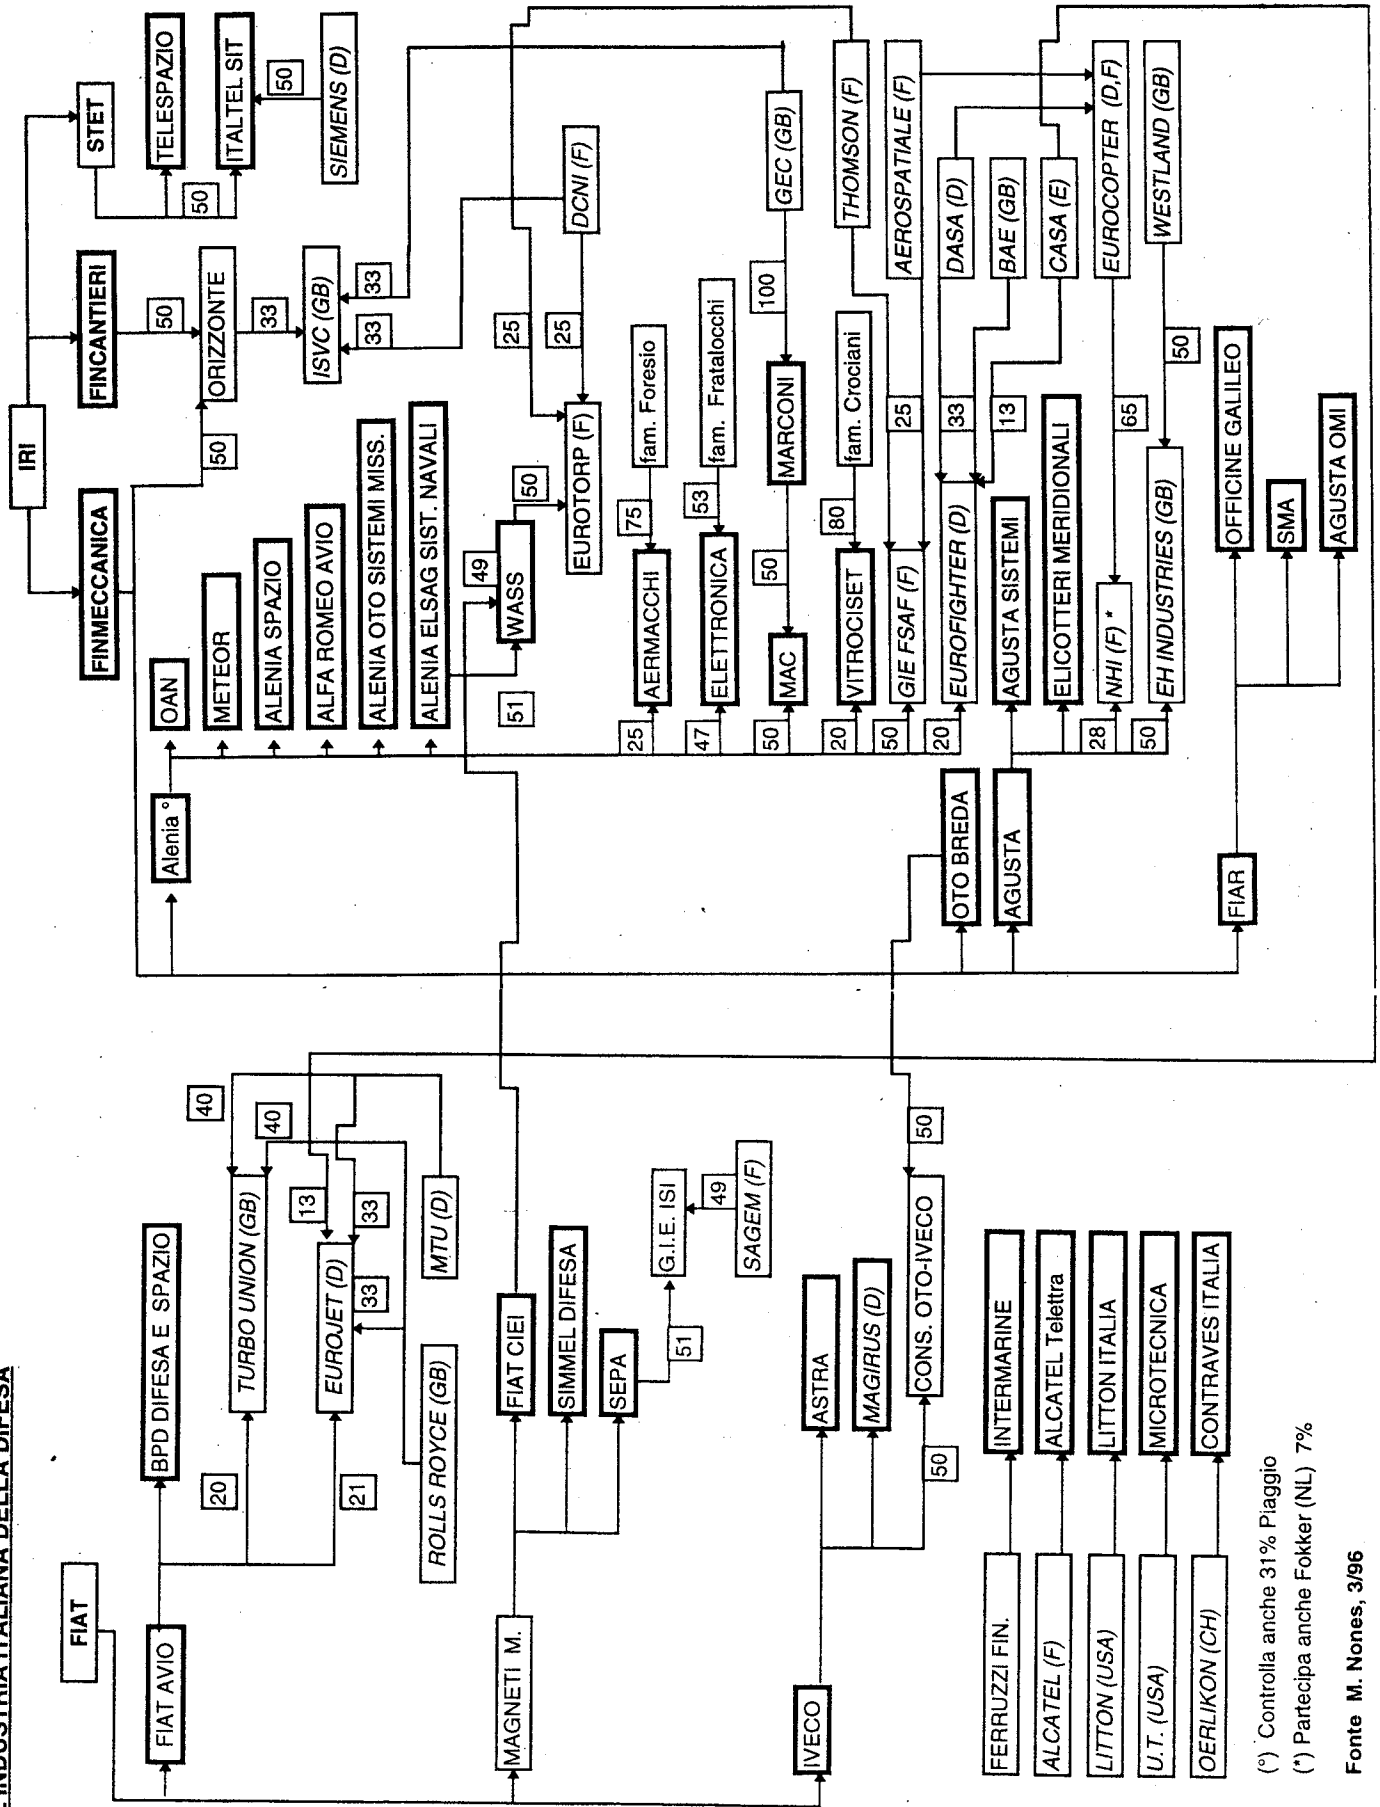 INDUSTRIA ITALIANA DELLA DIFESA
FIAT
FIAT AVIO
BPD DIFESA E SPAZIO
20
TURBO UNION (GB)
40
40
21
EUROJET (D)
13
33
33
ROLLS ROYCE (GB)
MTU (D)
MAGNETI M.
FIAT CIEI
SIMMEL DIFESA
SEPA
51
G.I.E. ISI
49
SAGEM (F)
IVECO
ASTRA
MAGIRUS (D)
50
CONS. OTO-IVECO
50
FERRUZZI FIN.
INTERMARINE
ALCATEL (F)
ALCATEL Telettra
LITTON (USA)
LITTON ITALIA
U.T. (USA)
MICROTECNICA
OERLIKON (CH)
CONTRAVES ITALIA
(°) Controlla anche 31% Piaggio
(*) Partecipa anche Fokker (NL) 7%
Fonte M. Nones, 3/96
IRI
FINMECCANICA
FINCANTIERI
STET
50
50
ORIZZONTE
33
ISVC (GB)
33
33
50
TELESPAZIO
ITALTEL SIT
50
SIEMENS (D)
Alenia °
OAN
METEOR
ALENIA SPAZIO
ALFA ROMEO AVIO
ALENIA OTO SISTEMI MISS.
ALENIA ELSAG SIST. NAVALI
51
49
WASS
50
EUROTORP (F)
25
25
DCNI (F)
25
AERMACCHI
75
fam. Foresio
47
ELETTRONICA
53
fam. Fratalocchi
50
MAC
50
MARCONI
100
GEC (GB)
20
VITROCISET
80
fam. Crociani
THOMSON (F)
50
GIE FSAF (F)
25
AEROSPATIALE (F)
20
EUROFIGHTER (D)
33
DASA (D)
13
BAE (GB)
CASA (E)
OTO BREDA
AGUSTA
AGUSTA SISTEMI
ELICOTTERI MERIDIONALI
28
NHI (F) *
65
EUROCOPTER (D,F)
50
EH INDUSTRIES (GB)
50
WESTLAND (GB)
FIAR
OFFICINE GALILEO
SMA
AGUSTA OMI